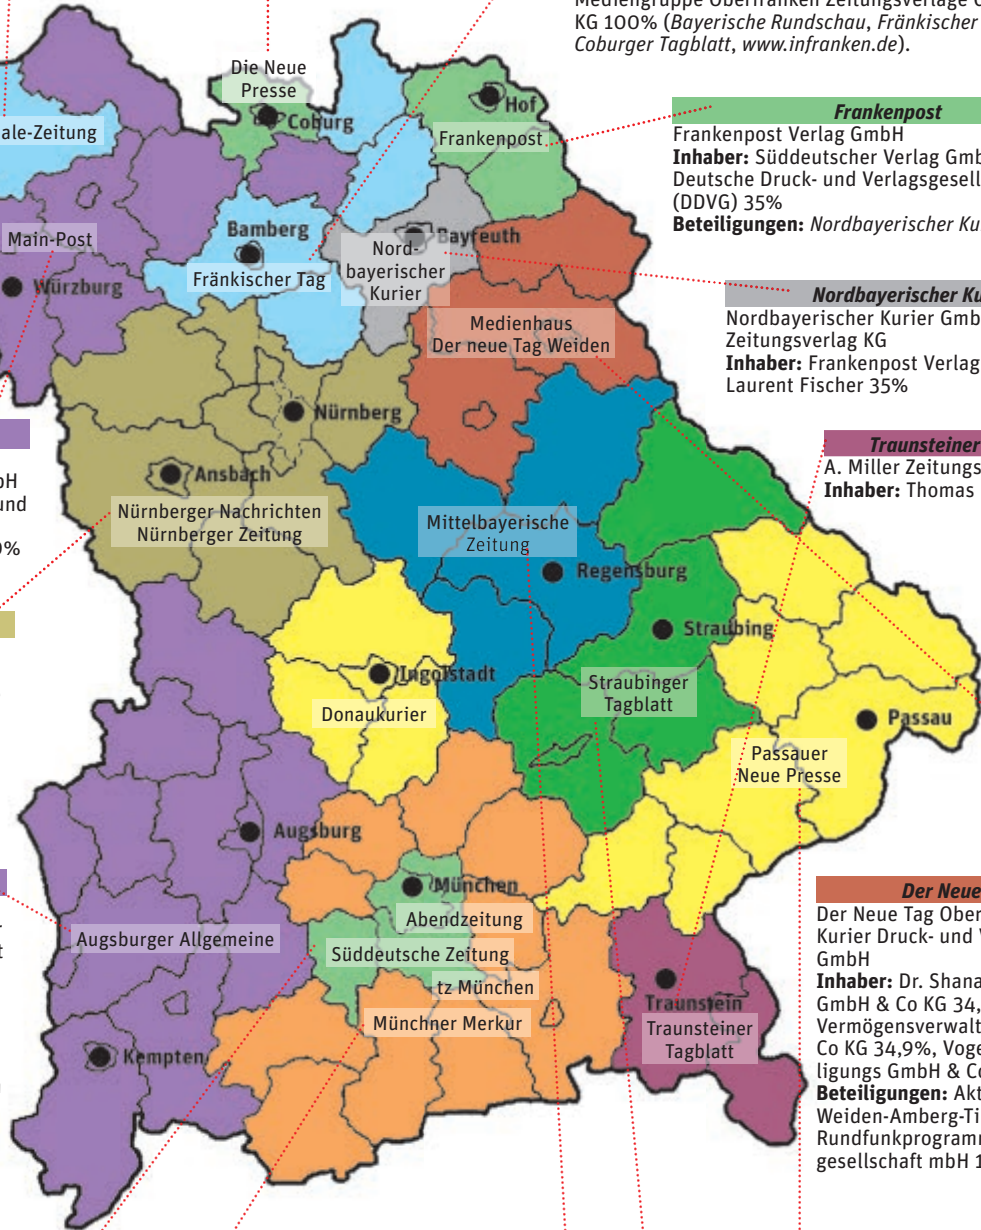 Mediengruppe Oberfranken Zeitungsverlage
KG 100% (Bayerische Rundschau, Fränkischer
Coburger Tagblatt, www.infranken.de).
Die Neue
Presse
Coburg
Hof
Frankenpost
ale-Zeitung
Frankenpost
Frankenpost Verlag GmbH
Inhaber: Süddeutscher Verlag Gmb
Deutsche Druck- und Verlagsgesell
(DDVG) 35%
Beteiligungen: Nordbayerischer Ku
Main-Post
Würzburg
Bamberg
Fränkischer Tag
Bayreuth
Nord-
bayerischer
Kurier
Nordbayerischer Ku
Nordbayerischer Kurier Gmb
Zeitungsverlag KG
Inhaber: Frankenpost Verlag
Laurent Fischer 35%
Medienhaus
Der neue Tag Weiden
Nürnberg
Ansbach
Nürnberger Nachrichten
Nürnberger Zeitung
bH
und
%
Traunsteiner
A. Miller Zeitungs
Inhaber: Thomas
Mittelbayerische
Zeitung
Regensburg
Straubing
Straubinger
Tagblatt
Ingolstadt
Donaukurier
Passau
Passauer
Neue Presse
Augsburg
Augsburger Allgemeine
München
Abendzeitung
Süddeutsche Zeitung
tz München
Münchner Merkur
Kempten
Traunstein
Traunsteiner
Tagblatt
Der Neue
Der Neue Tag Ober
Kurier Druck- und V
GmbH
Inhaber: Dr. Shana
GmbH & Co KG 34,
Vermögensverwalt
Co KG 34,9%, Voge
ligungs GmbH & Co
Beteiligungen: Akt
Weiden-Amberg-Ti
Rundfunkprogramm
gesellschaft mbH 1